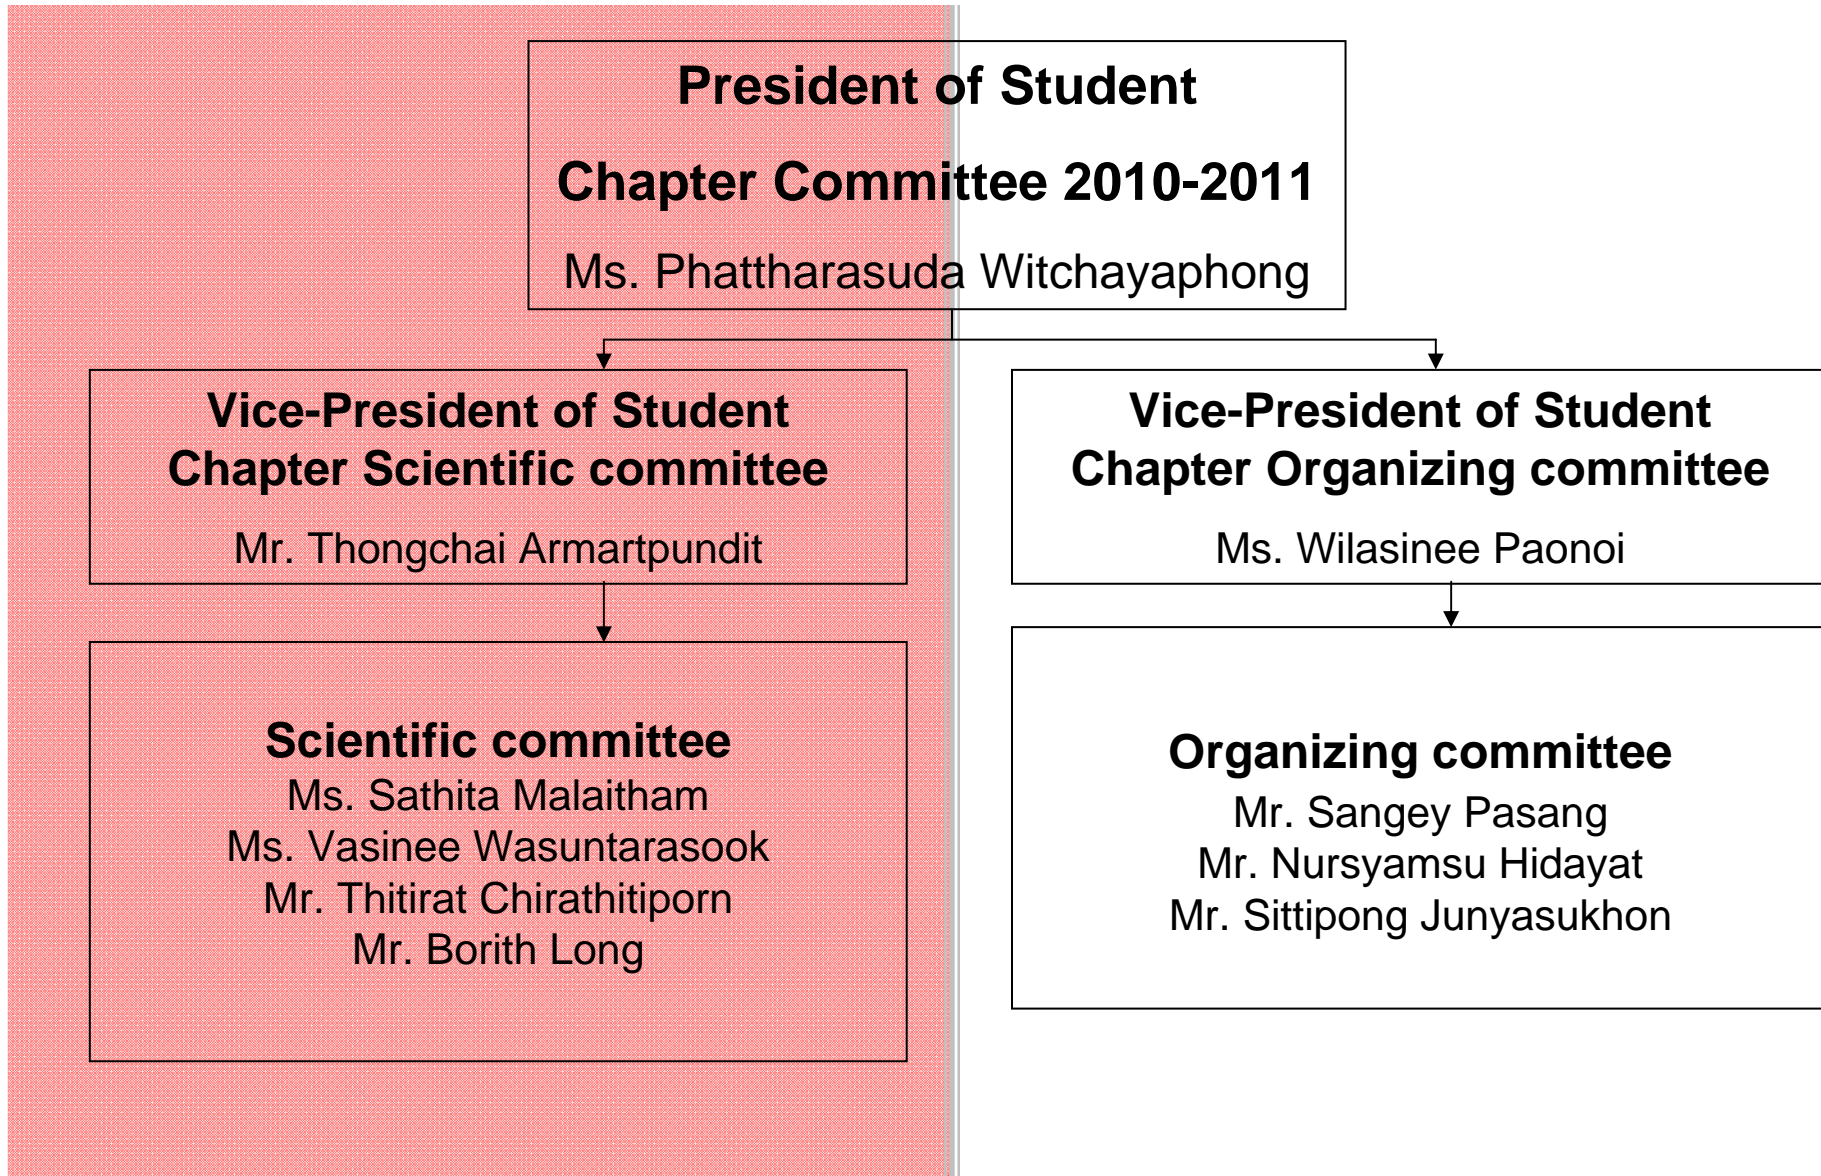 President of Student
Chapter Committee 2010-2011
Ms. Phattharasuda Witchayaphong
Vice-President of Student
Chapter Scientific committee
Mr. Thongchai Armartpundit
Vice-President of Student
Chapter Organizing committee
Ms. Wilasinee Paonoi
Scientific committee
Ms. Sathita Malaitham
Ms. Vasinee Wasuntarasook
Mr. Thitirat Chirathitiporn
Mr. Borith Long
Organizing committee
Mr. Sangey Pasang
Mr. Nursyamsu Hidayat
Mr. Sittipong Junyasukhon